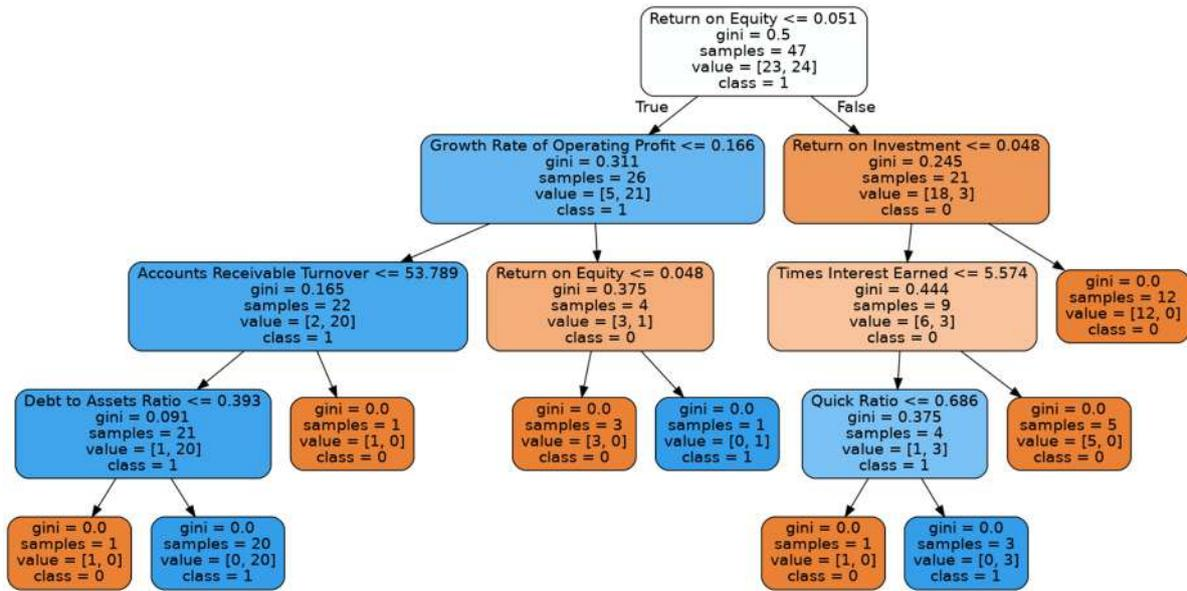 Return on Equity <= 0.051
gini = 0.5
samples = 47
value = [23, 24]
class = 1
True
False
Growth Rate of Operating Profit <= 0.166
gini = 0.311
samples = 26
value = [5, 21]
class = 1
Return on Investment <= 0.048
gini = 0.245
samples = 21
value = [18, 3]
class = 0
Accounts Receivable Turnover <= 53.789
gini = 0.165
samples = 22
value = [2, 20]
class = 1
Return on Equity <= 0.048
gini = 0.375
samples = 4
value = [3, 1]
class = 0
Times Interest Earned <= 5.574
gini = 0.444
samples = 9
value = [6, 3]
class = 0
gini = 0.0
samples = 12
value = [12, 0]
class = 0
Debt to Assets Ratio <= 0.393
gini = 0.091
samples = 21
value = [1, 20]
class = 1
gini = 0.0
samples = 1
value = [1, 0]
class = 0
gini = 0.0
samples = 3
value = [3, 0]
class = 0
gini = 0.0
samples = 1
value = [0, 1]
class = 1
Quick Ratio <= 0.686
gini = 0.375
samples = 4
value = [1, 3]
class = 1
gini = 0.0
samples = 5
value = [5, 0]
class = 0
gini = 0.0
samples = 1
value = [1, 0]
class = 0
gini = 0.0
samples = 20
value = [0, 20]
class = 1
gini = 0.0
samples = 1
value = [1, 0]
class = 0
gini = 0.0
samples = 3
value = [0, 3]
class = 1